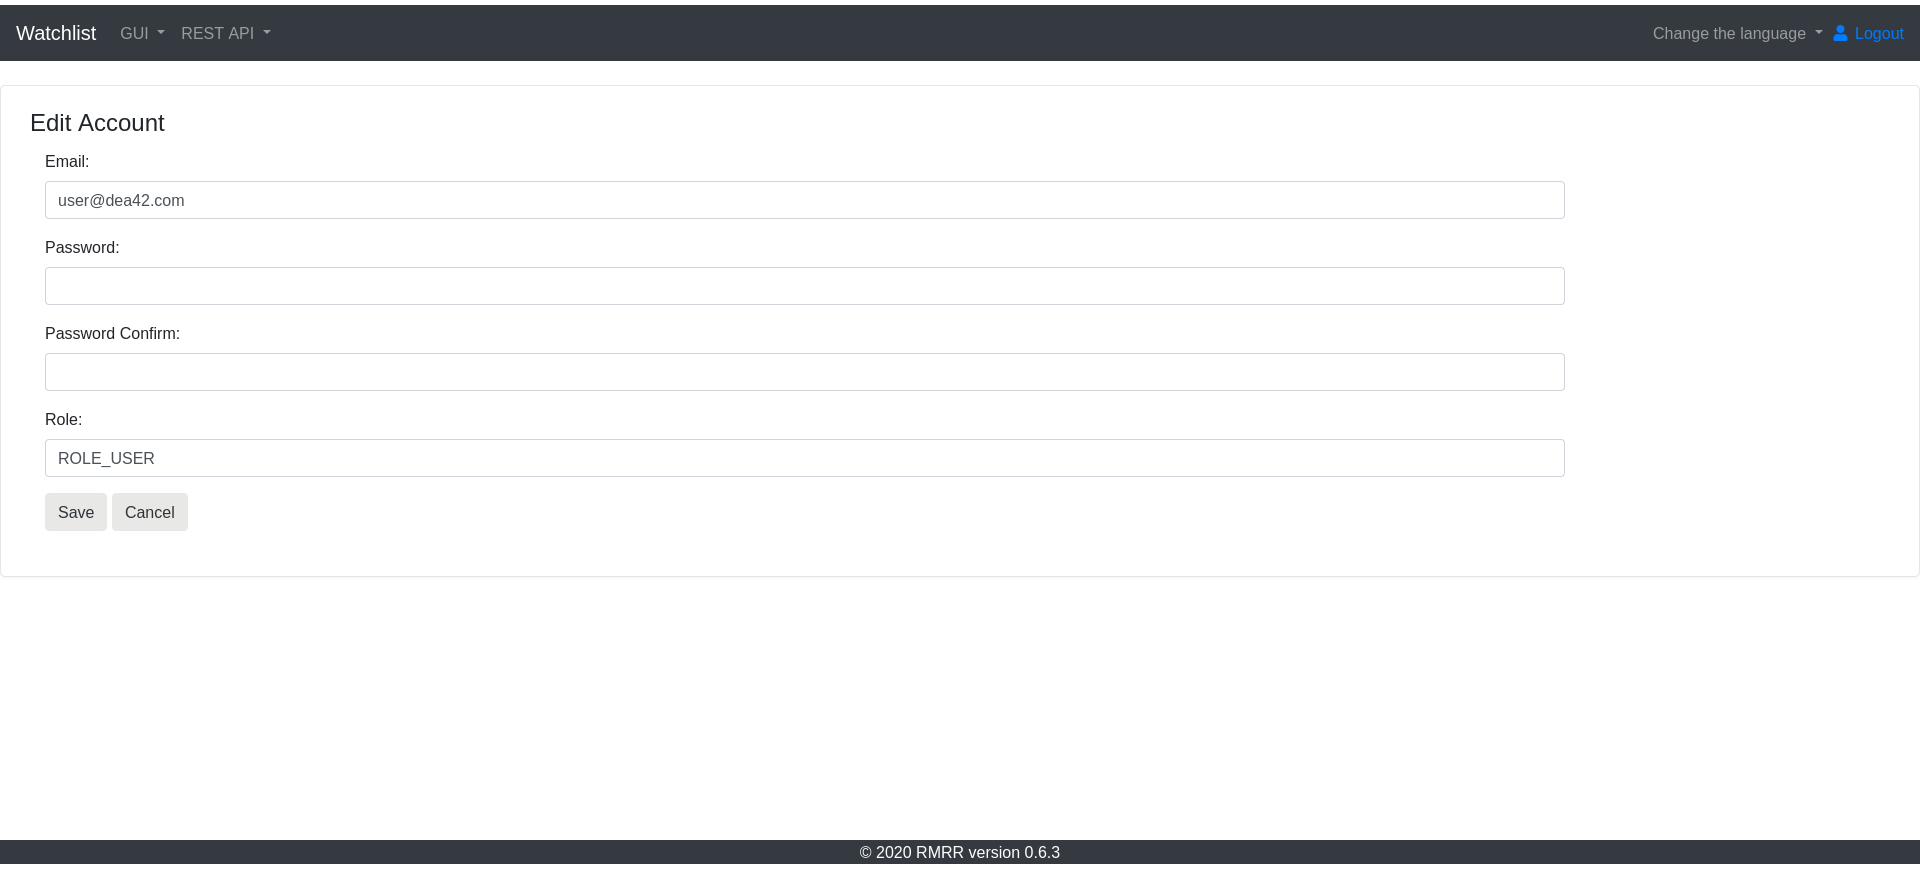 Watchlist GUI REST API Change the language Logout
Edit Account
Email:
user@dea42.com
Password:
Password Confirm:
Role:
ROLE_USER
Save Cancel
© 2020 RMRR version 0.6.3